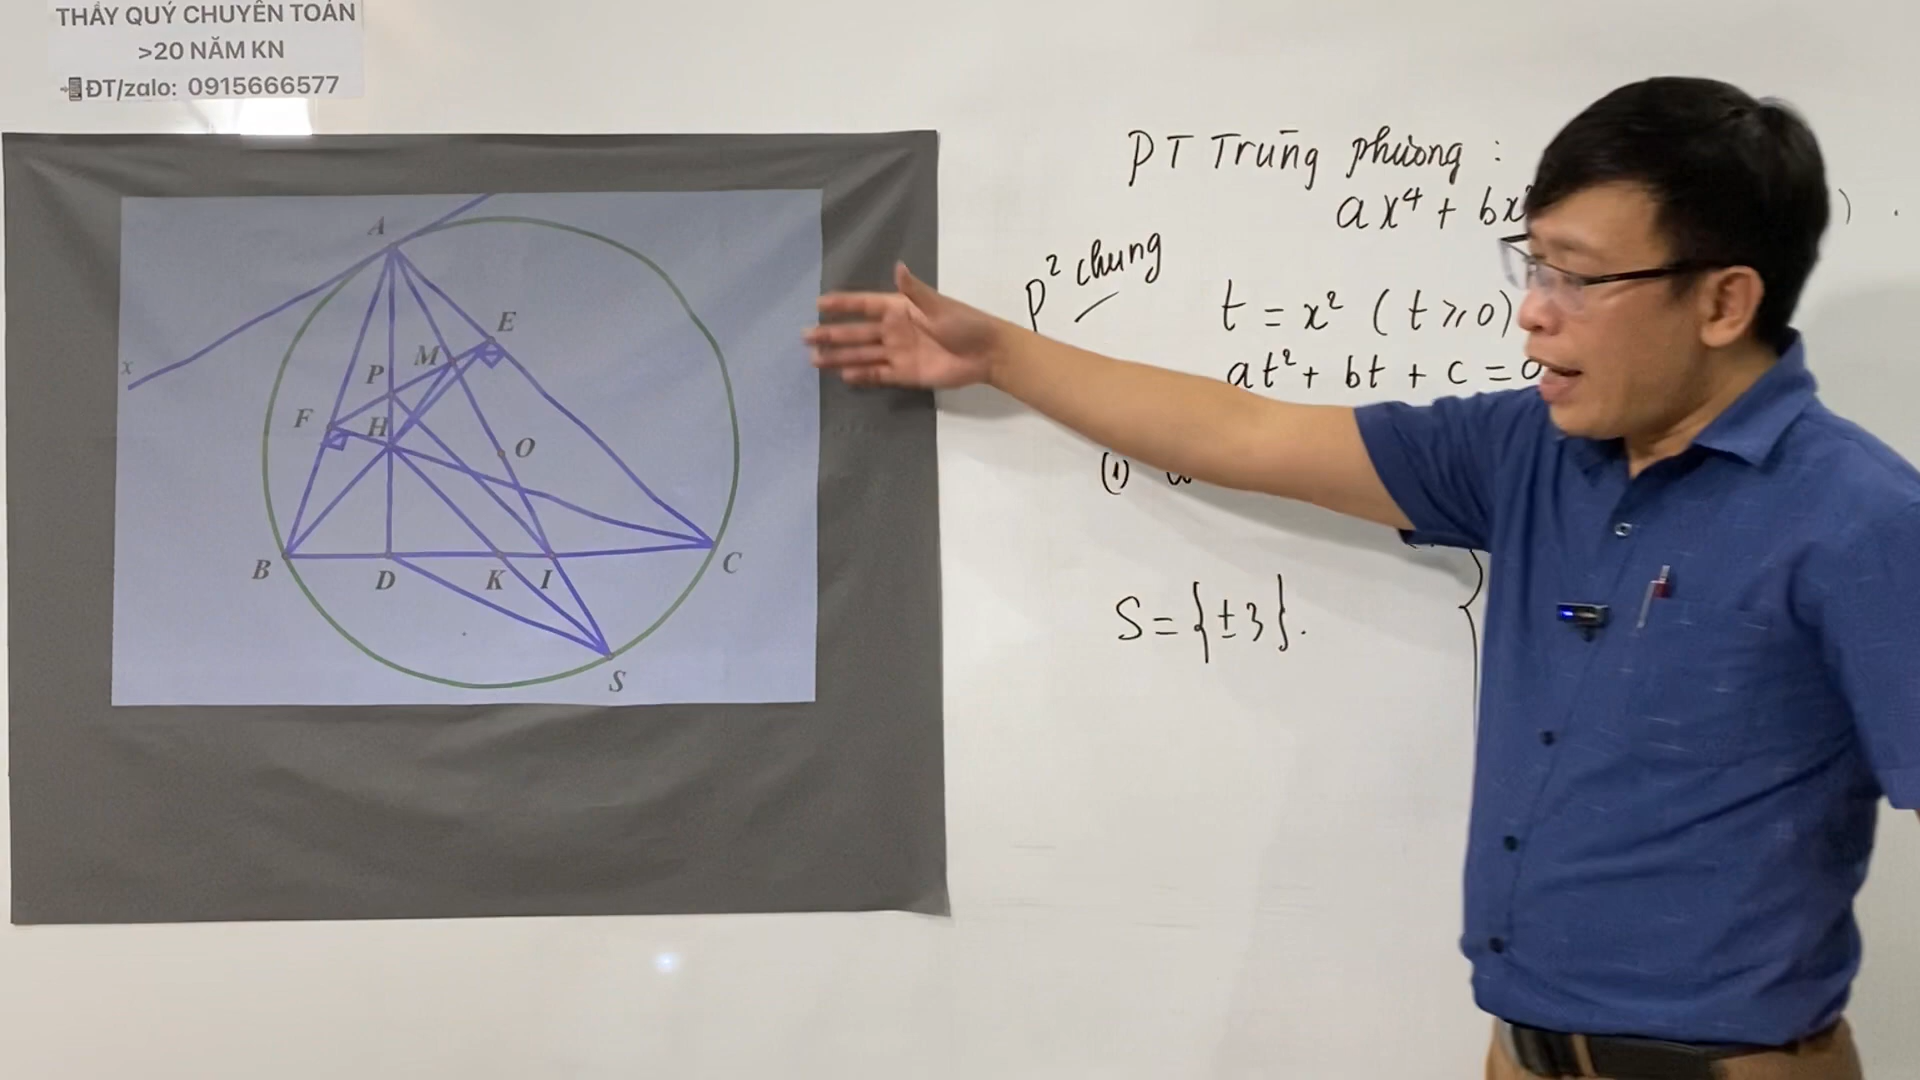 THẦY QUÝ CHUYÊN TOÁN
>20 NĂM KN
ĐT/zalo: 0915666577
A
x
E
M
P
F
H
O
B
D
K
I
C
S
PT Trùng phương :
ax⁴ + bx
P² chung
t = x² ( t ⩾ 0)
at² + bt + c = 0
(1)
S = {± 3}.